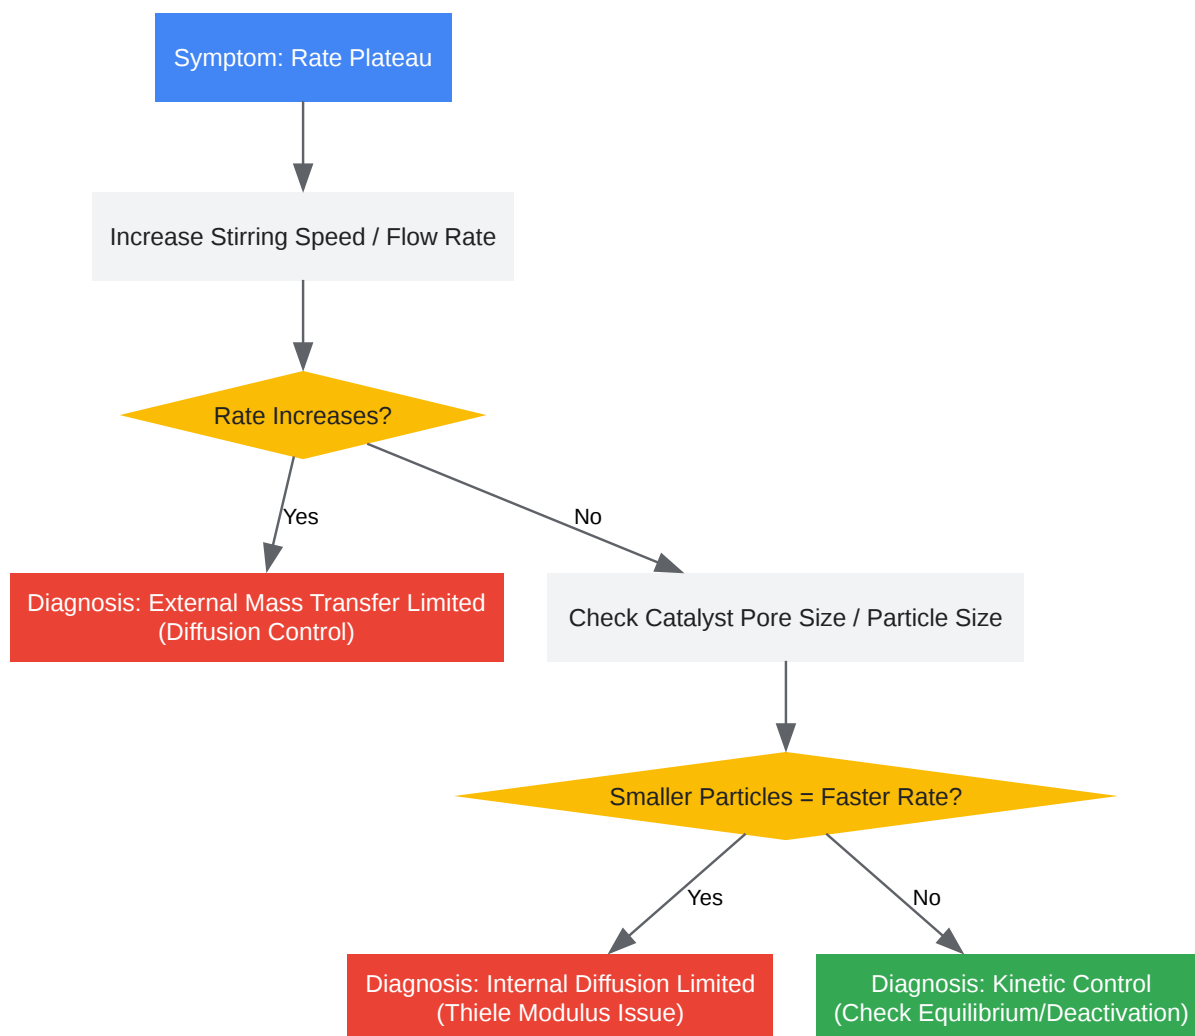 Symptom: Rate Plateau
Increase Stirring Speed / Flow Rate
Rate Increases?
Yes
No
Diagnosis: External Mass Transfer Limited
(Diffusion Control)
Check Catalyst Pore Size / Particle Size
Smaller Particles = Faster Rate?
Yes
No
Diagnosis: Internal Diffusion Limited
(Thiele Modulus Issue)
Diagnosis: Kinetic Control
(Check Equilibrium/Deactivation)